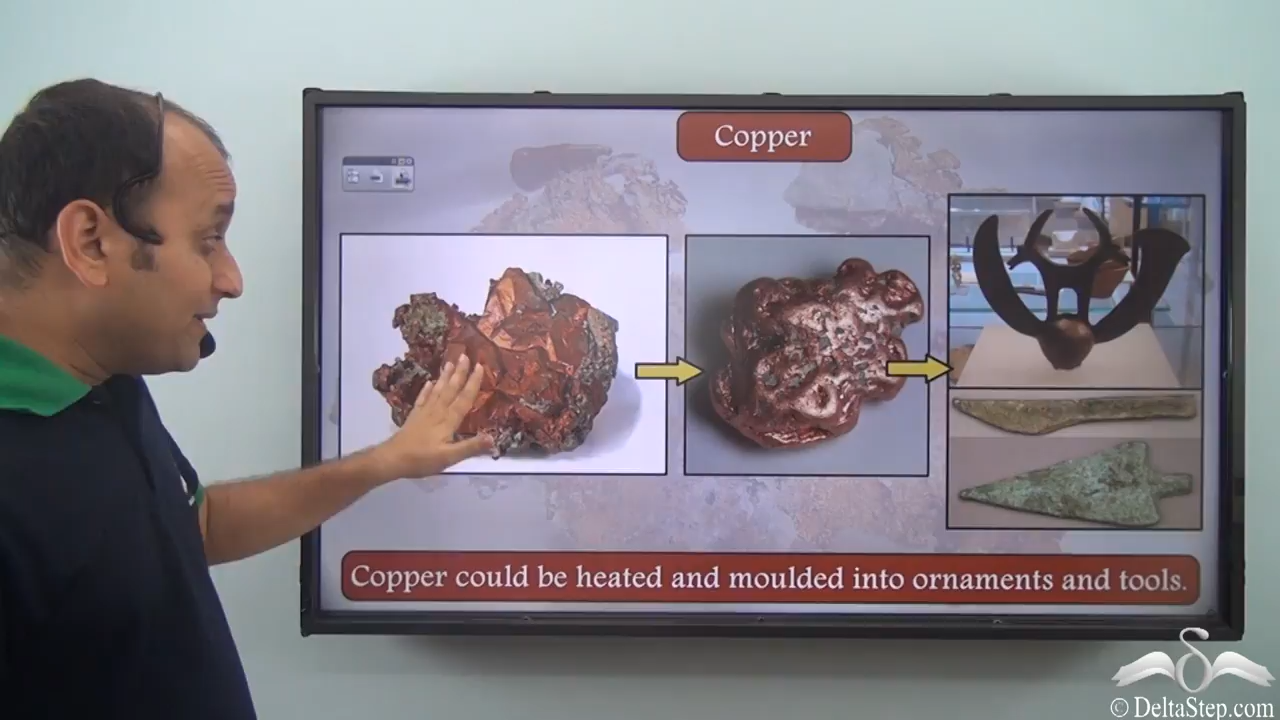 Copper
Copper could be heated and moulded into ornaments and tools.
© DeltaStep.com